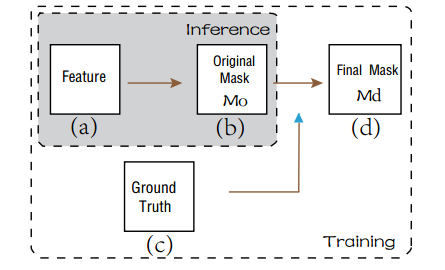 Inference
Feature
Original
Mask
Mo
Final Mask
Md
(a)
(b)
(d)
Ground
Truth
(c)
Training